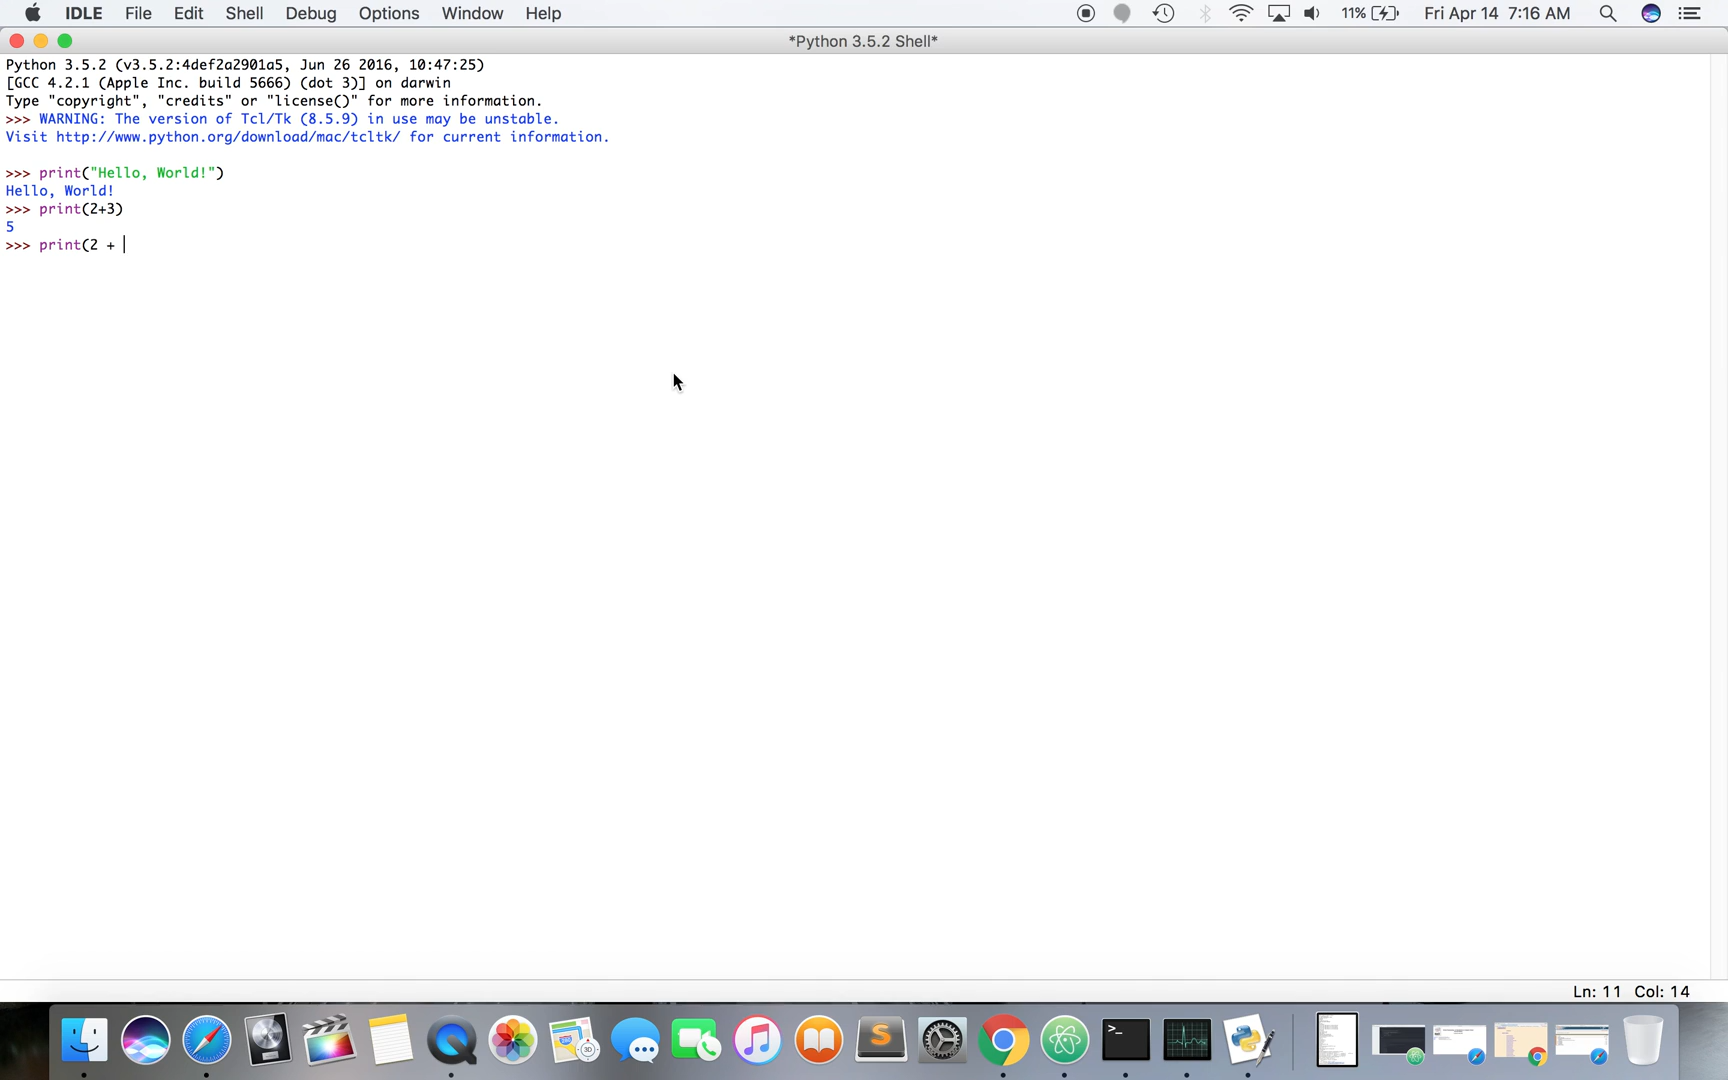 IDLE File Edit Shell Debug Options Window Help 11% Fri Apr 14 7:16 AM
*Python 3.5.2 Shell*
Python 3.5.2 (v3.5.2:4def2a2901a5, Jun 26 2016, 10:47:25)
[GCC 4.2.1 (Apple Inc. build 5666) (dot 3)] on darwin
Type "copyright", "credits" or "license()" for more information.
>>> WARNING: The version of Tcl/Tk (8.5.9) in use may be unstable.
Visit http://www.python.org/download/mac/tcltk/ for current information.
>>> print("Hello, World!")
Hello, World!
>>> print(2+3)
5
>>> print(2 +
Ln: 11 Col: 14